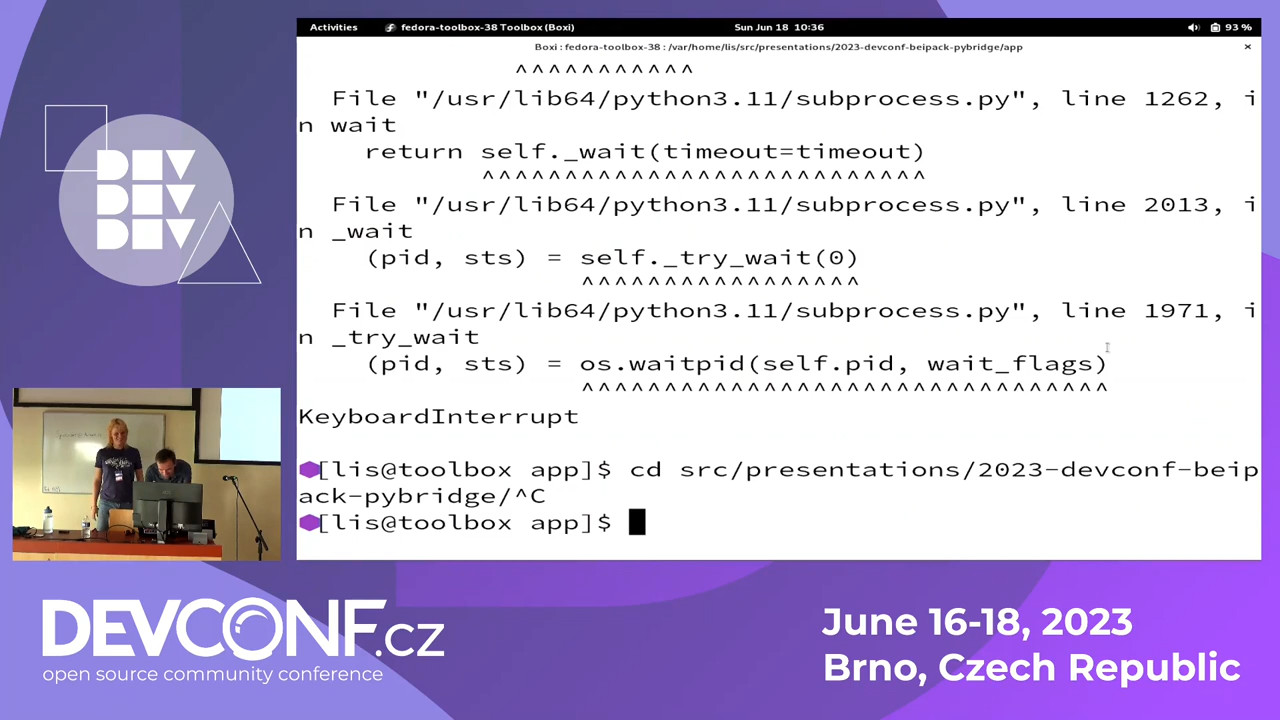 Activities fedora-toolbox-38 Toolbox (Boxi) Sun Jun 18 10:36 93 %
Boxi : fedora-toolbox-38 : /var/home/lis/src/presentations/2023-devconf-beipack-pybridge/app ×
^^^^^^^^^^^
File "/usr/lib64/python3.11/subprocess.py", line 1262, i
n wait
return self._wait(timeout=timeout)
^^^^^^^^^^^^^^^^^^^^^^^^^^^
File "/usr/lib64/python3.11/subprocess.py", line 2013, i
n _wait
(pid, sts) = self._try_wait(0)
^^^^^^^^^^^^^^^^^
File "/usr/lib64/python3.11/subprocess.py", line 1971, i
n _try_wait
(pid, sts) = os.waitpid(self.pid, wait_flags)
^^^^^^^^^^^^^^^^^^^^^^^^^^^^^^^^
KeyboardInterrupt
[lis@toolbox app]$ cd src/presentations/2023-devconf-beip
ack-pybridge/^C
[lis@toolbox app]$
DEV
DEV
DEV
DEVCONF.cz
open source community conference
June 16-18, 2023
Brno, Czech Republic